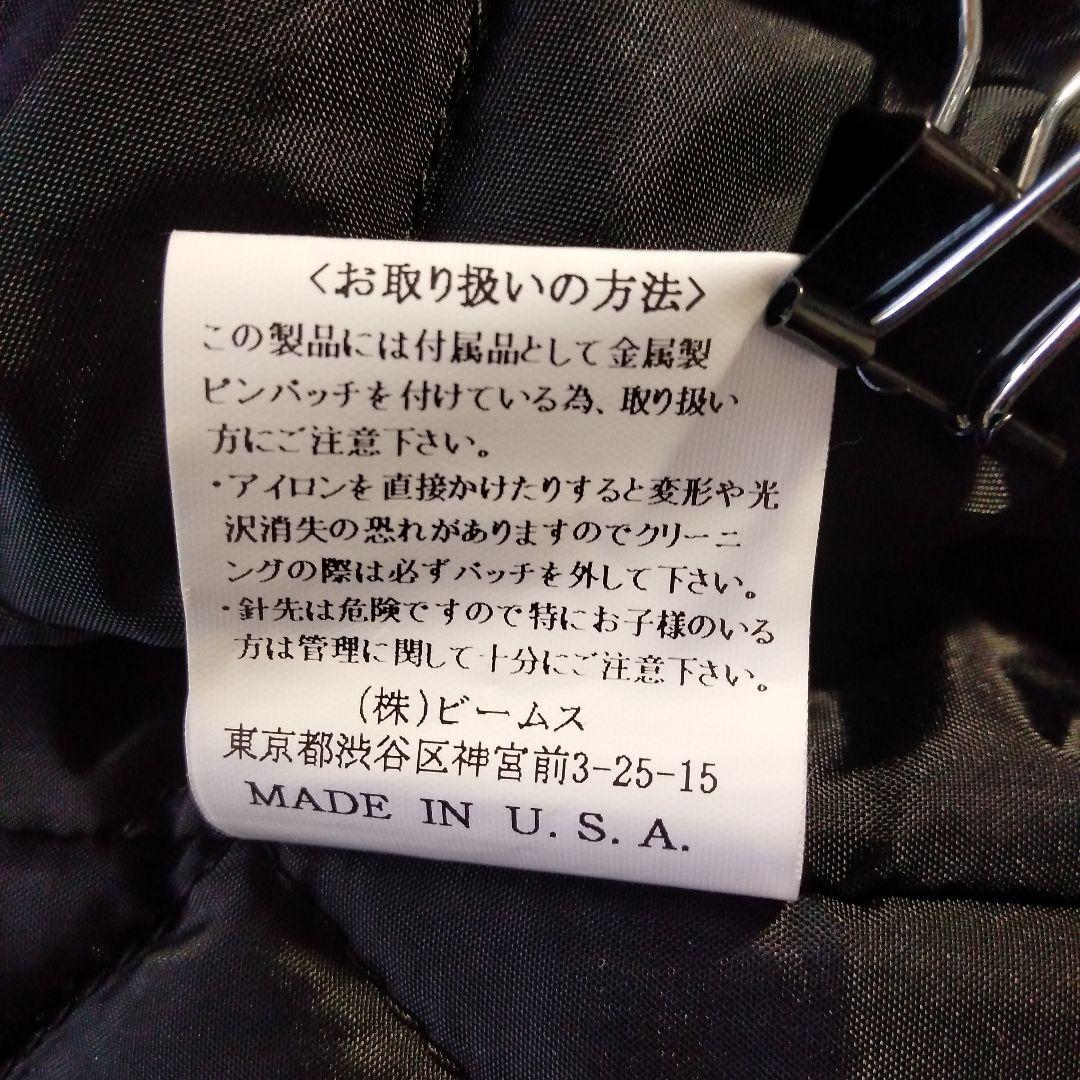 〈お取り扱いの方法〉
この製品には付属品として金属製
ピンバッチを付けている為、取り扱い
方にご注意下さい。
・アイロンを直接かけたりすると変形や光
沢消失の恐れがありますのでクリーニ
ングの際は必ずバッチを外して下さい。
・針先は危険ですので特にお子様のいる
方は管理に関して十分にご注意下さい。
(株)ビームス
東京都渋谷区神宮前3-25-15
MADE IN U.S.A.